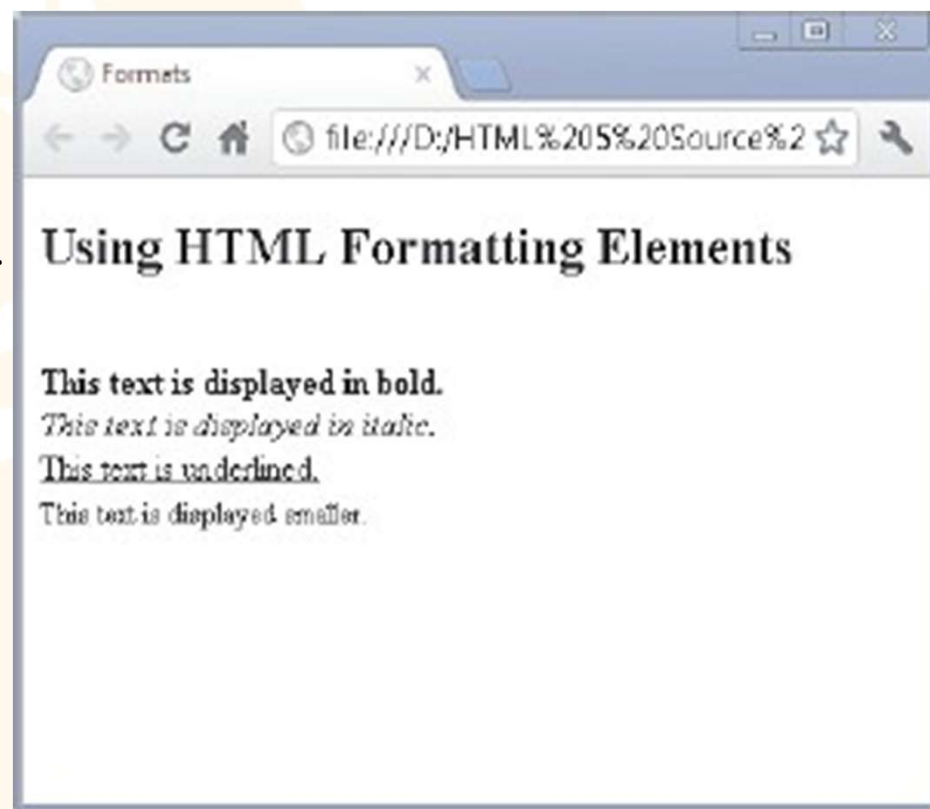 Formats
file:///D:/HTML%205%20Source%2
Using HTML Formatting Elements
This text is displayed in bold.
This text is displayed in italic.
This text is underlined.
This text is displayed smaller.